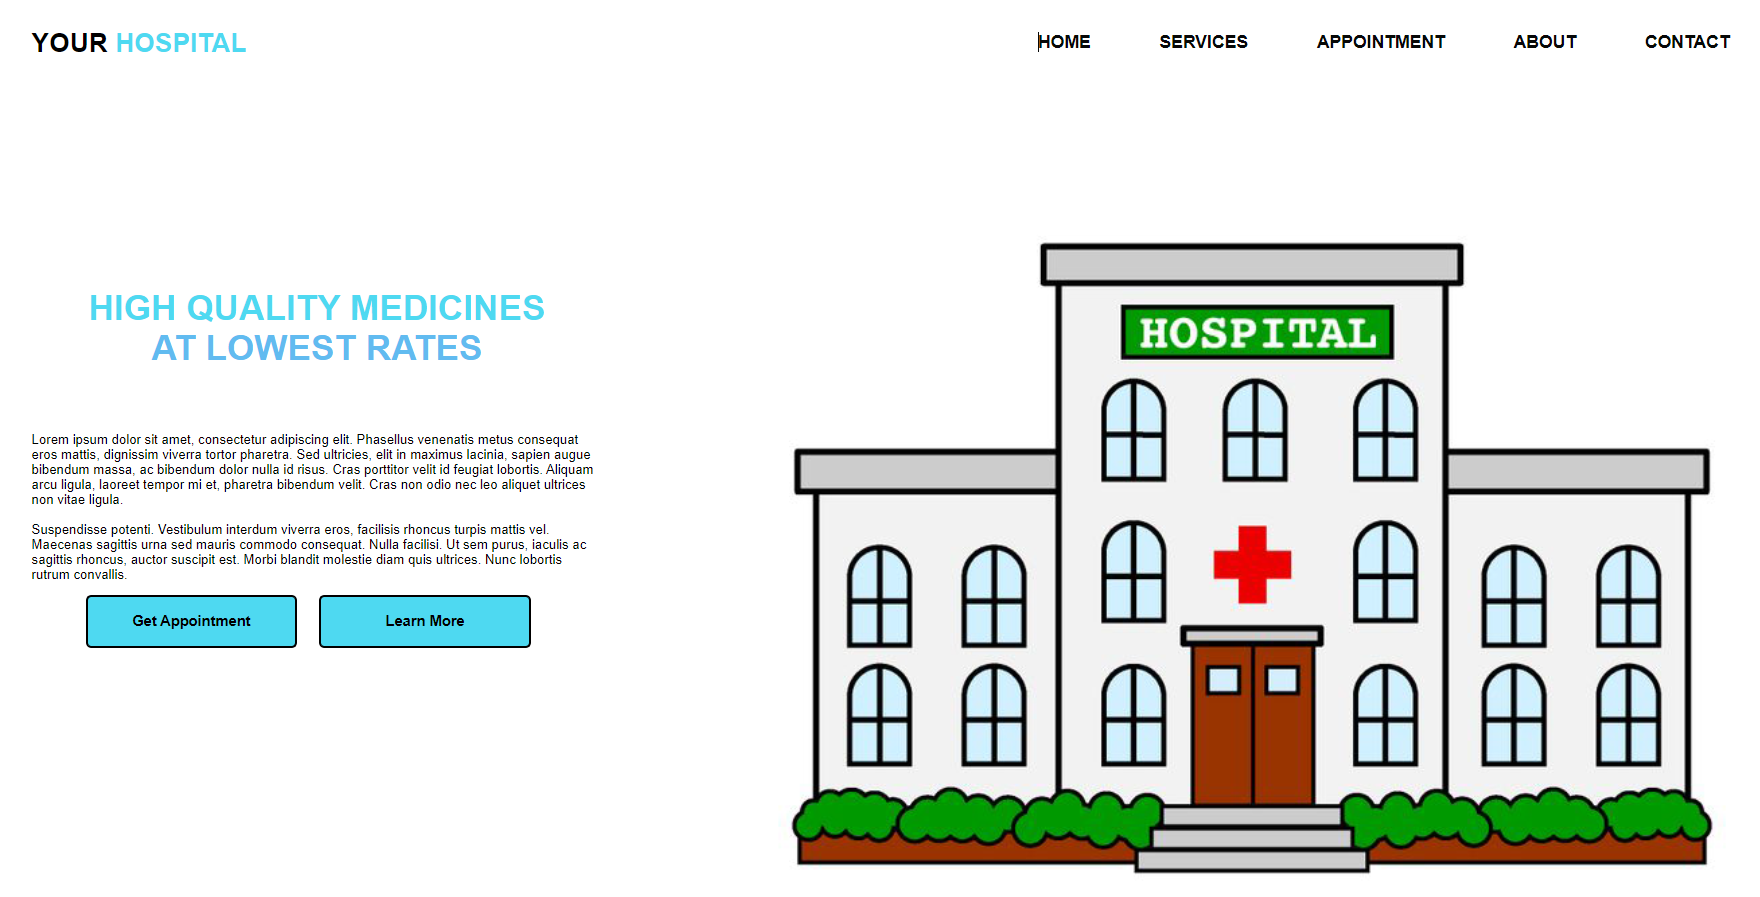 YOUR HOSPITAL
HOME SERVICES APPOINTMENT ABOUT CONTACT
HIGH QUALITY MEDICINES
AT LOWEST RATES
Lorem ipsum dolor sit amet, consectetur adipiscing elit. Phasellus venenatis metus consequat
eros mattis, dignissim viverra tortor pharetra. Sed ultricies, elit in maximus lacinia, sapien augue
bibendum massa, ac bibendum dolor nulla id risus. Cras porttitor velit id feugiat lobortis. Aliquam
arcu ligula, laoreet tempor mi et, pharetra bibendum velit. Cras non odio nec leo aliquet ultrices
non vitae ligula.
Suspendisse potenti. Vestibulum interdum viverra eros, facilisis rhoncus turpis mattis vel.
Maecenas sagittis urna sed mauris commodo consequat. Nulla facilisi. Ut sem purus, iaculis ac
sagittis rhoncus, auctor suscipit est. Morbi blandit molestie diam quis ultrices. Nunc lobortis
rutrum convallis.
Get Appointment Learn More
HOSPITAL